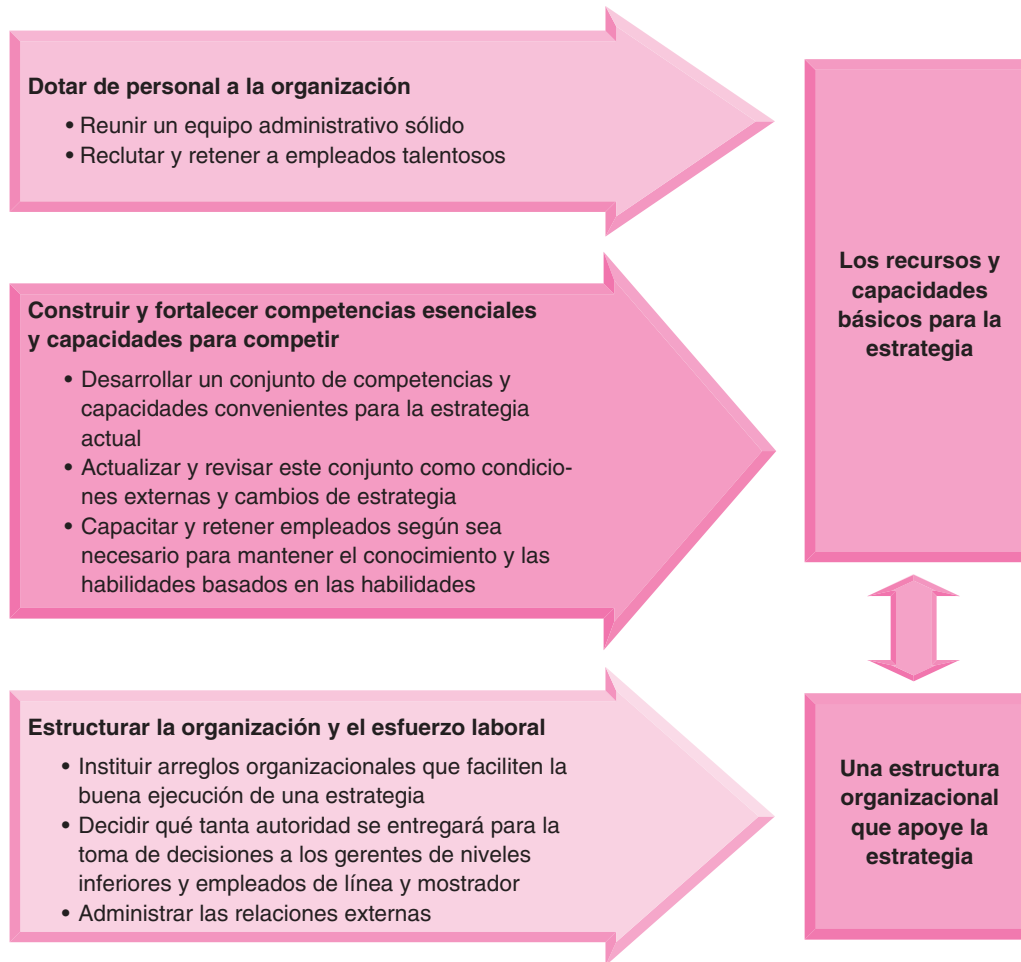 Dotar de personal a la organización
• Reunir un equipo administrativo sólido
• Reclutar y retener a empleados talentosos
Construir y fortalecer competencias esenciales
y capacidades para competir
• Desarrollar un conjunto de competencias y
capacidades convenientes para la estrategia
actual
• Actualizar y revisar este conjunto como condicio-
nes externas y cambios de estrategia
• Capacitar y retener empleados según sea
necesario para mantener el conocimiento y las
habilidades basados en las habilidades
Los recursos y
capacidades
básicos para la
estrategia
Estructurar la organización y el esfuerzo laboral
• Instituir arreglos organizacionales que faciliten la
buena ejecución de una estrategia
• Decidir qué tanta autoridad se entregará para la
toma de decisiones a los gerentes de niveles
inferiores y empleados de línea y mostrador
• Administrar las relaciones externas
Una estructura
organizacional
que apoye la
estrategia